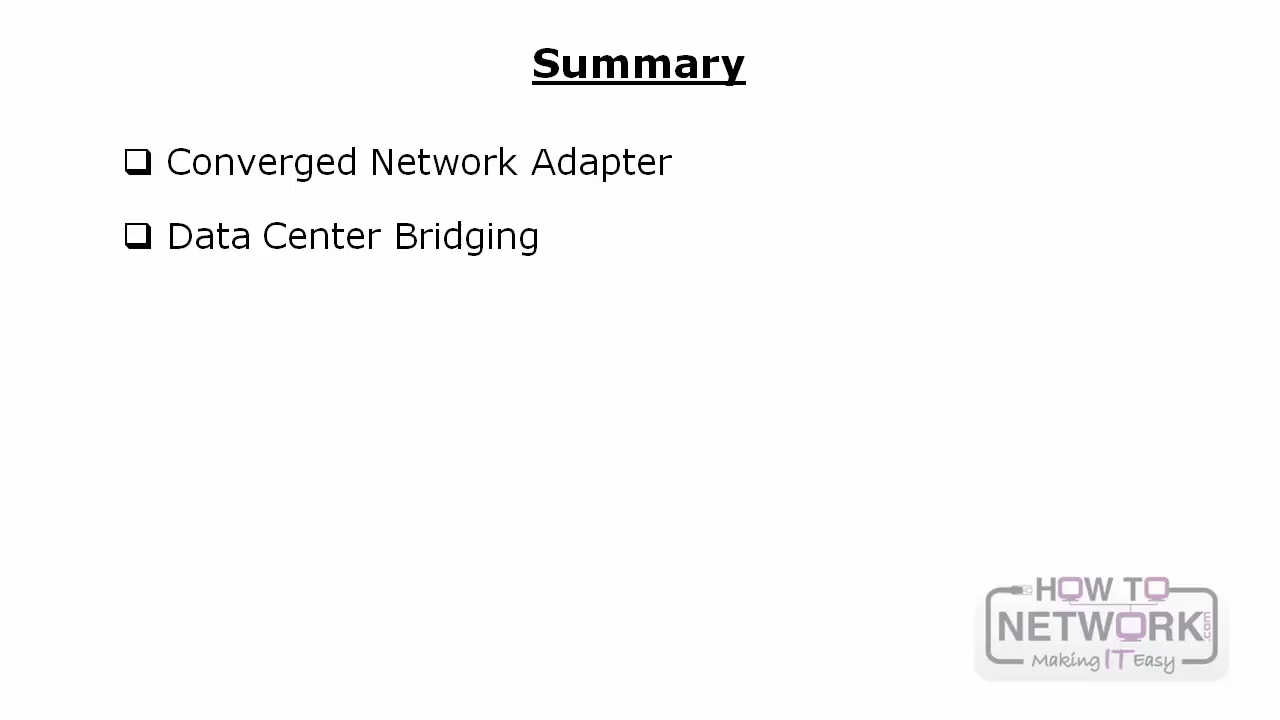 Summary
Converged Network Adapter
Data Center Bridging
HOW TO
NETWORK.com
Making IT Easy